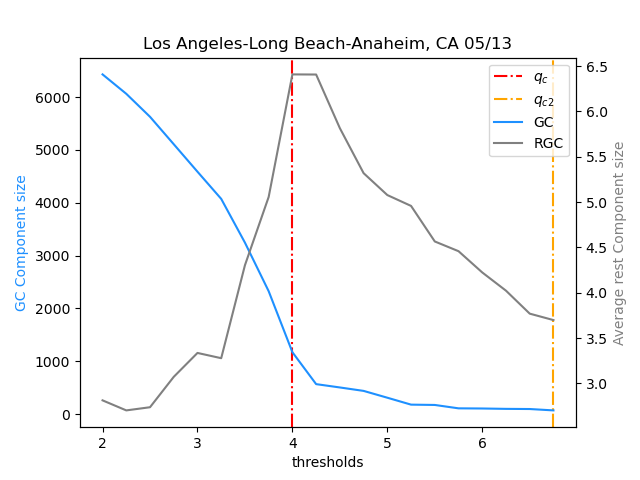 Los Angeles-Long Beach-Anaheim, CA 05/13
GC Component size
6000
5000
4000
3000
2000
1000
0
2
3
4
5
6
thresholds
6.5
6.0
5.5
5.0
4.5
4.0
3.5
3.0
Average rest Component size
q_c
q_{c2}
GC
RGC